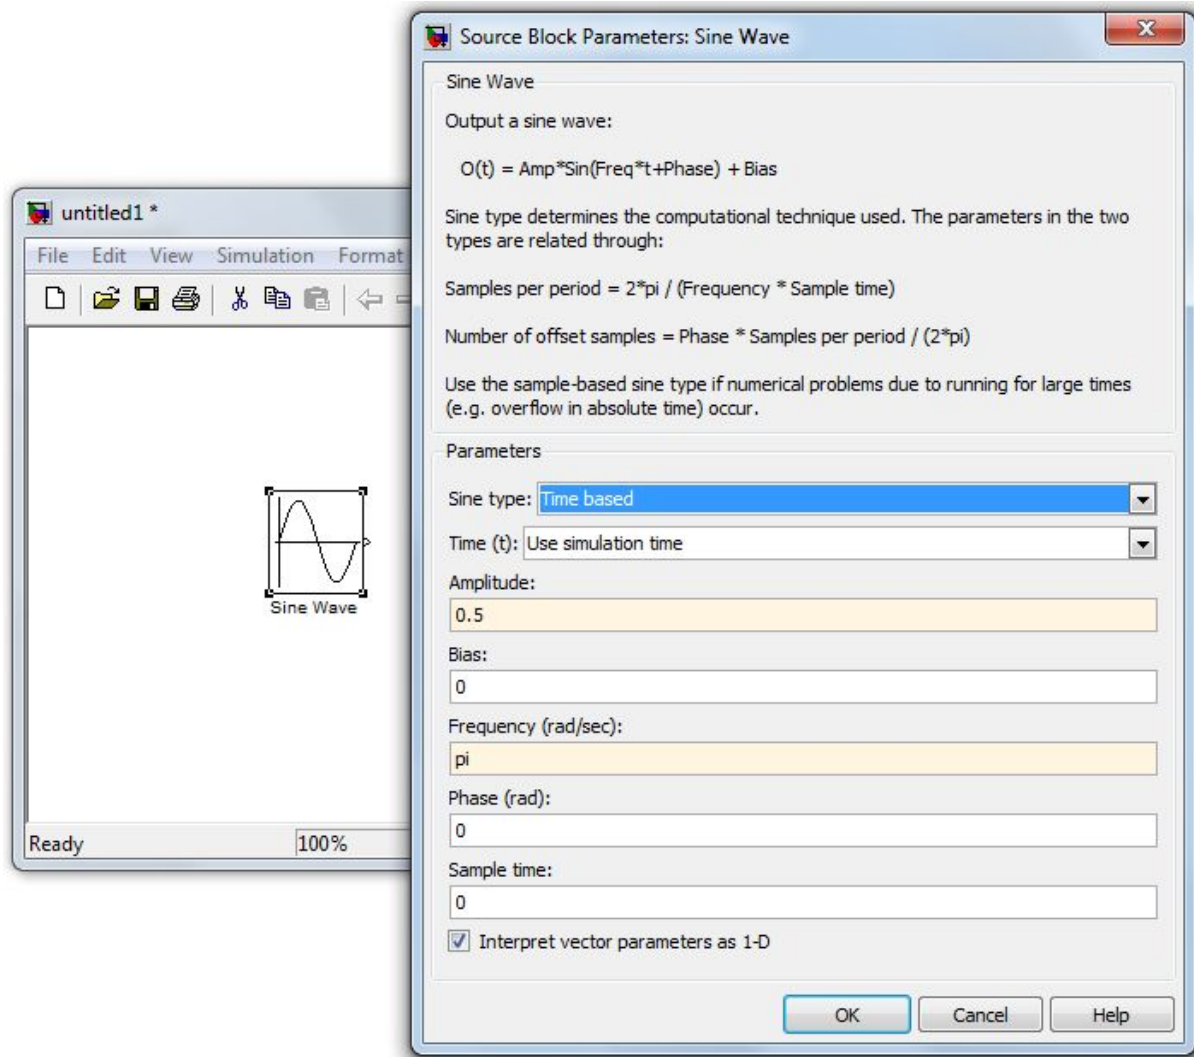 Source Block Parameters: Sine Wave
Sine Wave
Output a sine wave:
O(t) = Amp*Sin(Freq*t+Phase) + Bias
Sine type determines the computational technique used. The parameters in the two
types are related through:
Samples per period = 2*pi / (Frequency * Sample time)
Number of offset samples = Phase * Samples per period / (2*pi)
Use the sample-based sine type if numerical problems due to running for large times
(e.g. overflow in absolute time) occur.
Parameters
Sine type: Time based
Time (t): Use simulation time
Amplitude:
0.5
Bias:
0
Frequency (rad/sec):
pi
Phase (rad):
0
Sample time:
0
Interpret vector parameters as 1-D
OK Cancel Help
untitled1 *
File Edit View Simulation Format
Sine Wave
Ready 100%